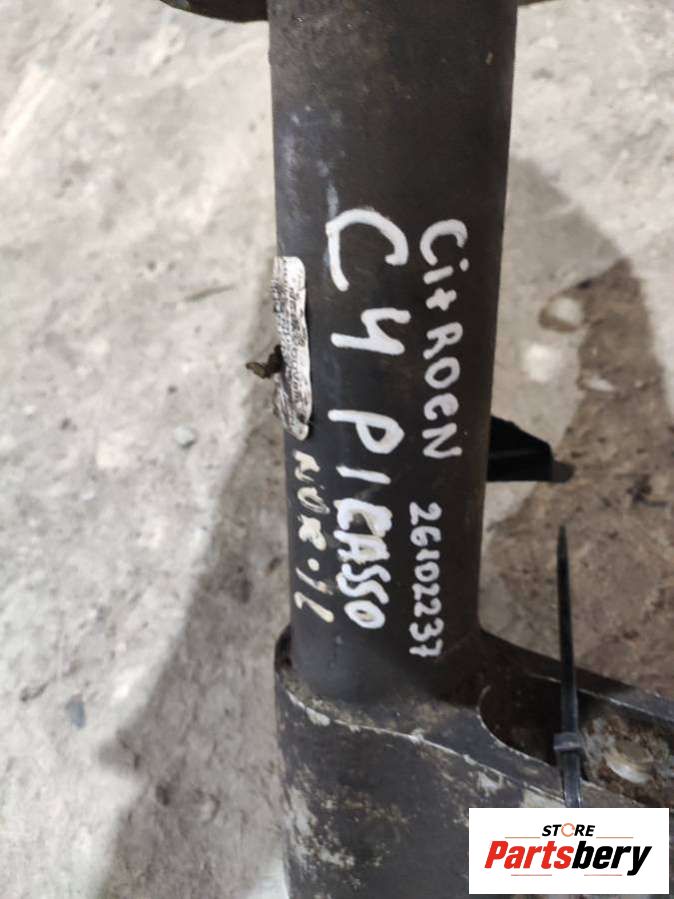 CitROEN 26102237
C4 PICASSO
STORE
Partsbery